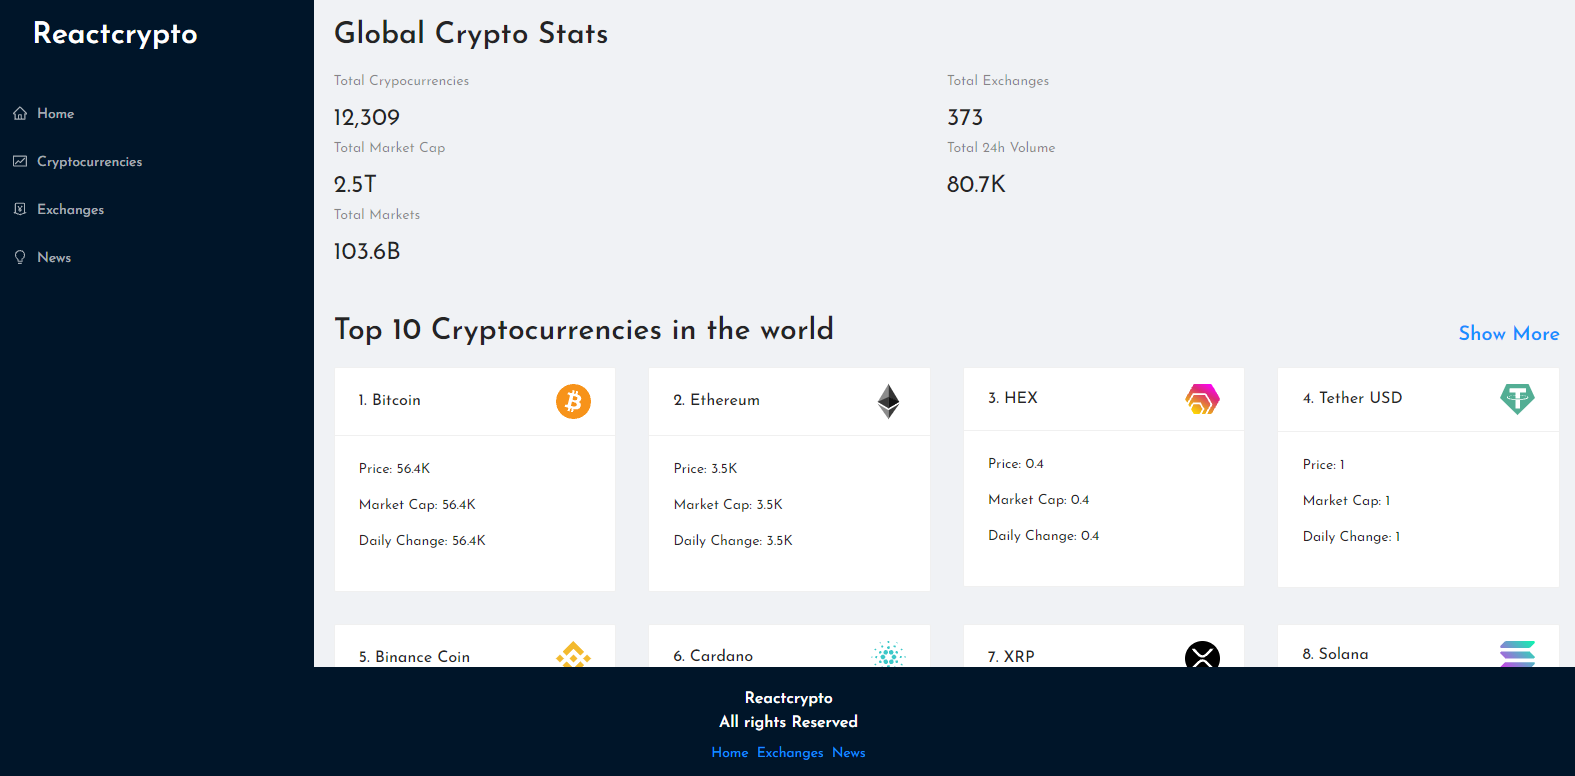 Reactcrypto
Home
Cryptocurrencies
Exchanges
News
Global Crypto Stats
Total Crypocurrencies
12,309
Total Exchanges
373
Total Market Cap
2.5T
Total 24h Volume
80.7K
Total Markets
103.6B
Top 10 Cryptocurrencies in the world
Show More
1. Bitcoin
Price: 56.4K
Market Cap: 56.4K
Daily Change: 56.4K
2. Ethereum
Price: 3.5K
Market Cap: 3.5K
Daily Change: 3.5K
3. HEX
Price: 0.4
Market Cap: 0.4
Daily Change: 0.4
4. Tether USD
Price: 1
Market Cap: 1
Daily Change: 1
5. Binance Coin
6. Cardano
7. XRP
8. Solana
Reactcrypto
All rights Reserved
Home Exchanges News